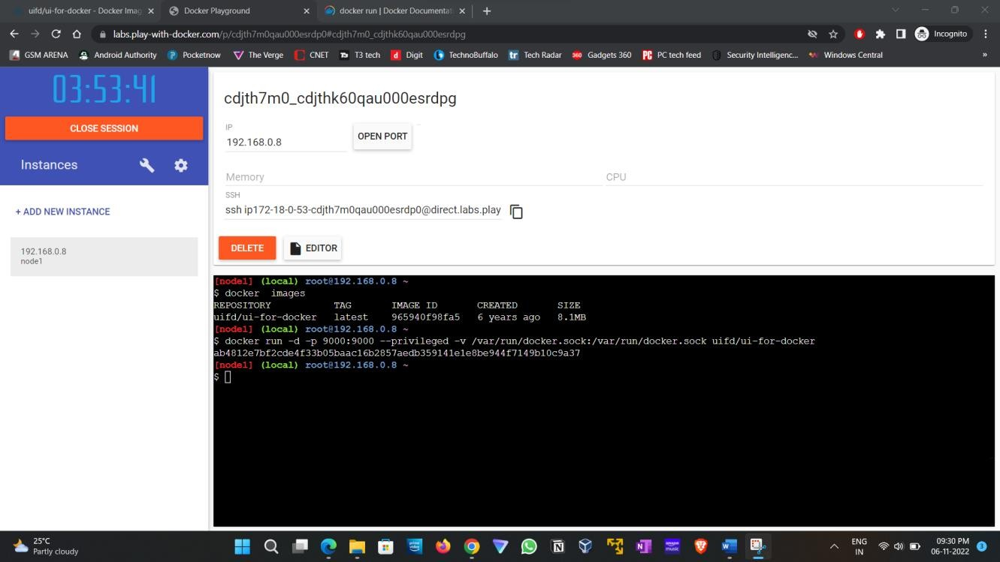 uifd/ui-for-docker - Docker Imag
Docker Playground
docker run | Docker Documentat
labs.play-with-docker.com/p/cdjth7m0qau000esrdp0#cdjth7m0_cdjthk60qau000esrdpg
Incognito
GSM ARENA
Android Authority
Pocketnow
The Verge
CNET
T3 tech
Digit
TechnoBuffalo
Tech Radar
Gadgets 360
PC tech feed
Security Intelligenc...
Windows Central
»
03:53:41
CLOSE SESSION
Instances
+ ADD NEW INSTANCE
192.168.0.8
node1
cdjth7m0_cdjthk60qau000esrdpg
IP
192.168.0.8
OPEN PORT
Memory
CPU
SSH
ssh ip172-18-0-53-cdjth7m0qau000esrdp0@direct.labs.play
DELETE
EDITOR
[node1] (local) root@192.168.0.8 ~
$ docker  images
REPOSITORY TAG IMAGE ID CREATED SIZE
uifd/ui-for-docker latest 965940f98fa5 6 years ago 8.1MB
[node1] (local) root@192.168.0.8 ~
$ docker run -d -p 9000:9000 --privileged -v /var/run/docker.sock:/var/run/docker.sock uifd/ui-for-docker
ab4812e7bf2cde4f33b05baac16b2857aedb359141e1e8be944f7149b10c9a37
[node1] (local) root@192.168.0.8 ~
$
25°C
Partly cloudy
ENG
IN
09:30 PM
06-11-2022
3